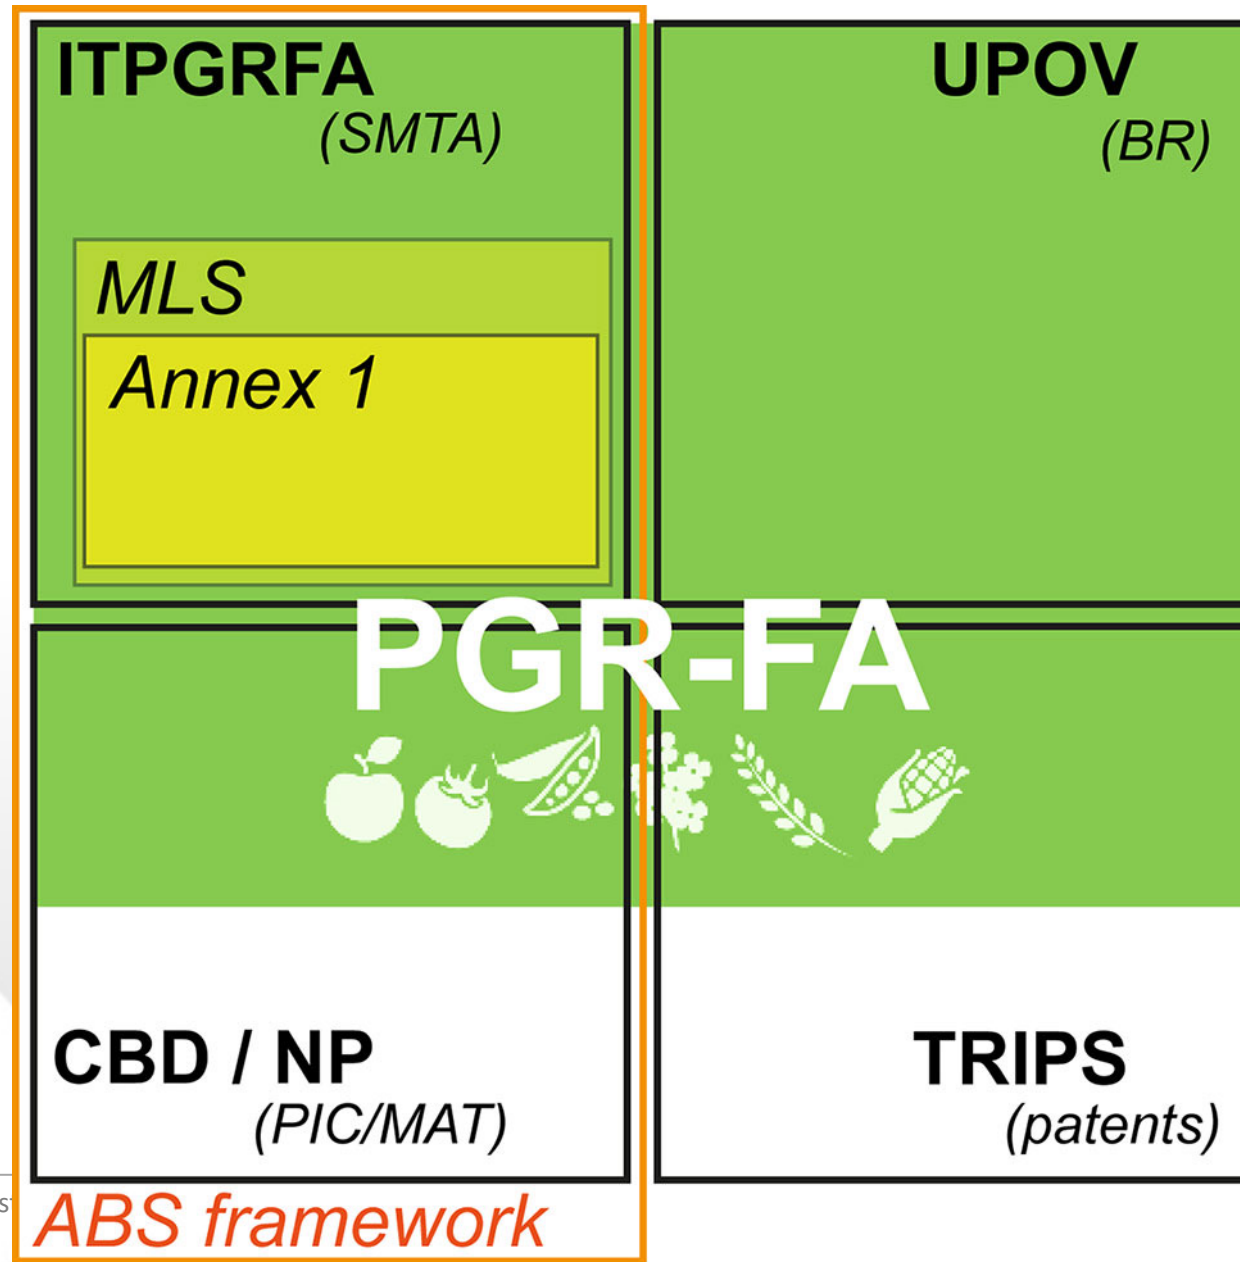 ITPGRFA
(SMTA)
UPOV
(BR)
MLS
Annex 1
PGR-FA
CBD / NP
(PIC/MAT)
TRIPS
(patents)
ABS framework